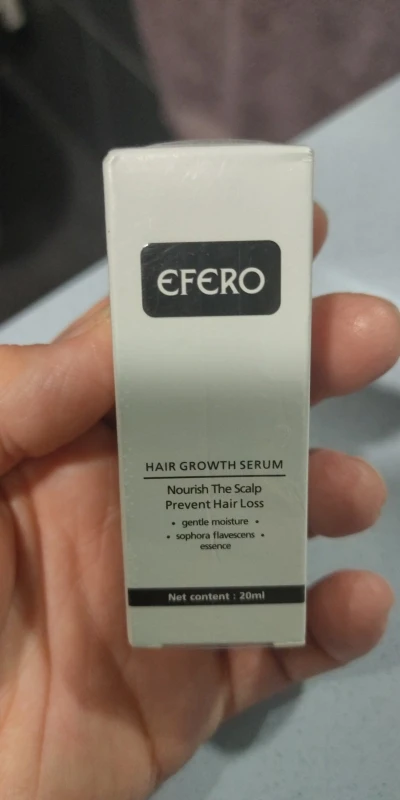 EFERO
HAIR GROWTH SERUM
Nourish The Scalp
Prevent Hair Loss
• gentle moisture •
• sophora flavescens •
essence
Net content : 20ml